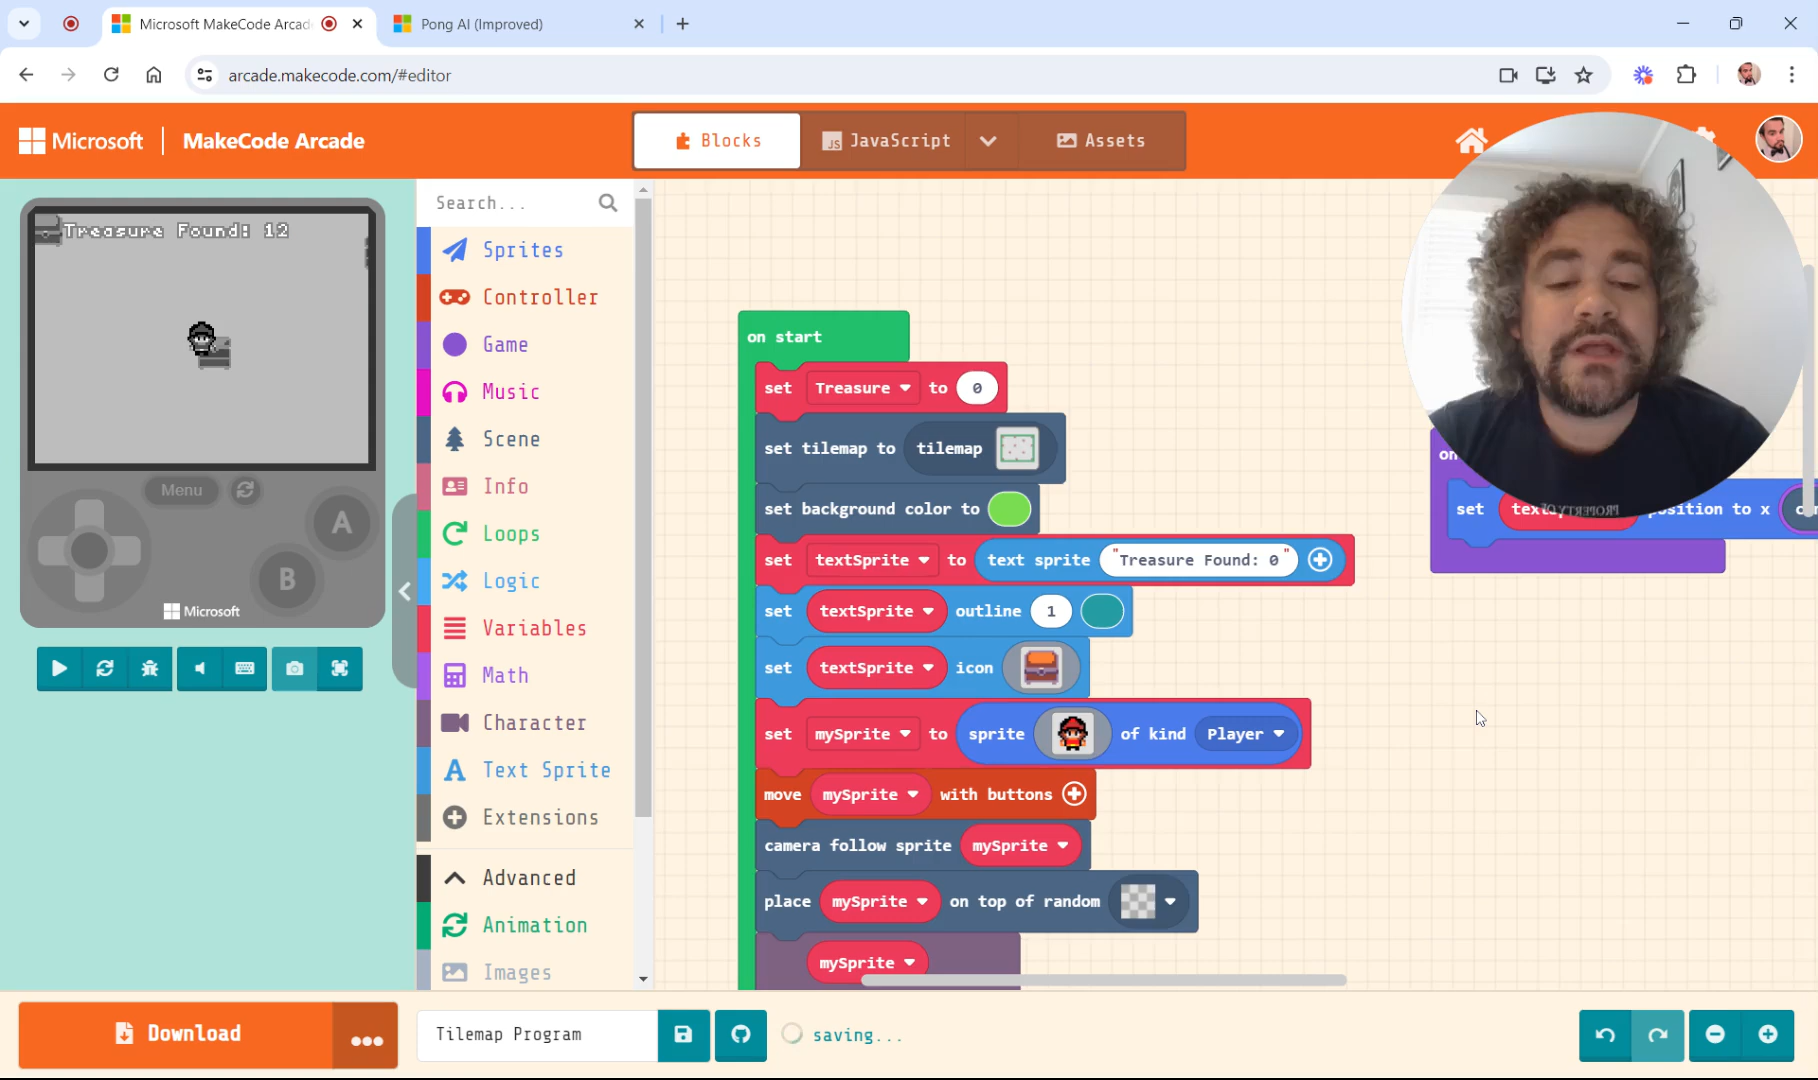 Microsoft MakeCode Arcade
Pong AI (Improved)
arcade.makecode.com/#editor
Microsoft
MakeCode Arcade
Blocks
JS JavaScript
Assets
Treasure Found: 12
Menu
A
B
Microsoft
Search...
Sprites
Controller
Game
Music
Scene
Info
Loops
Logic
Variables
Math
Character
Text Sprite
Extensions
Advanced
Animation
Images
on start
set Treasure to 0
set tilemap to tilemap
set background color to
set textSprite to text sprite "Treasure Found: 0"
set textSprite outline 1
set textSprite icon
set mySprite to sprite of kind Player
move mySprite with buttons
camera follow sprite mySprite
place mySprite on top of random
mySprite
on
set position to x
Download
Tilemap Program
saving...